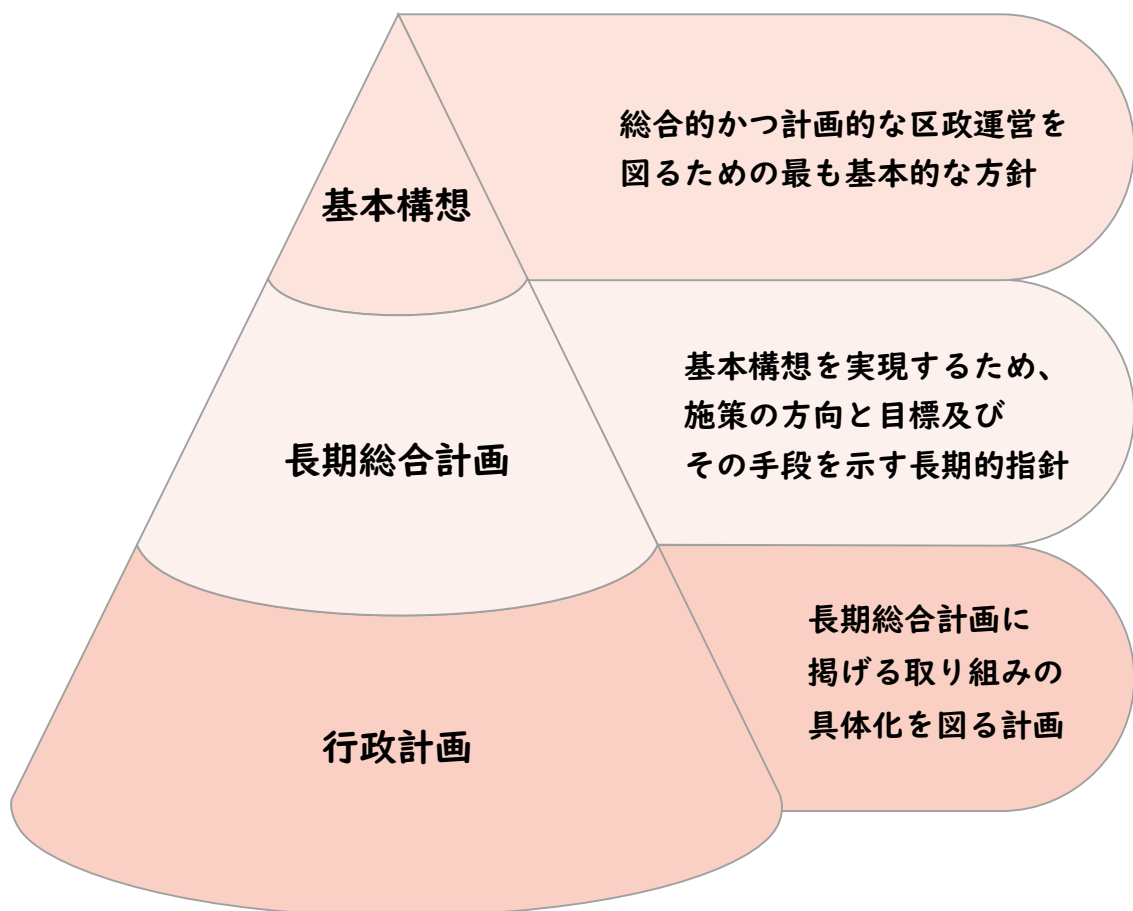 基本構想
総合的かつ計画的な区政運営を
図るための最も基本的な方針
長期総合計画
基本構想を実現するため、
施策の方向と目標及び
その手段を示す長期的指針
行政計画
長期総合計画に
掲げる取り組みの
具体化を図る計画